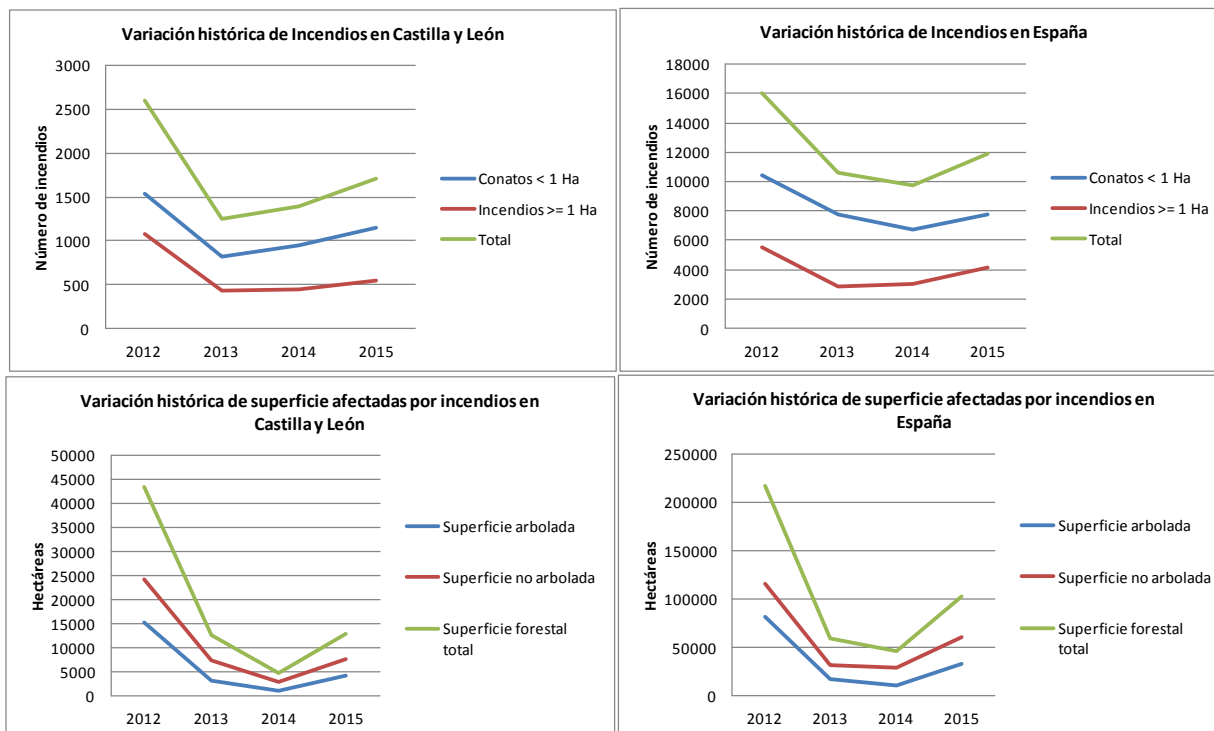 Variación histórica de Incendios en Castilla y León
3000
2500
2000
1500
1000
500
0
Número de incendios
2012 2013 2014 2015
Conatos < 1 Ha
Incendios >= 1 Ha
Total
Variación histórica de Incendios en España
18000
16000
14000
12000
10000
8000
6000
4000
2000
0
Número de incendios
2012 2013 2014 2015
Conatos < 1 Ha
Incendios >= 1 Ha
Total
Variación histórica de superficie afectadas por incendios en
Castilla y León
50000
45000
40000
35000
30000
25000
20000
15000
10000
5000
0
Hectáreas
2012 2013 2014 2015
Superficie arbolada
Superficie no arbolada
Superficie forestal
total
Variación histórica de superficie afectadas por incendios en
España
250000
200000
150000
100000
50000
0
Hectáreas
2012 2013 2014 2015
Superficie arbolada
Superficie no arbolada
Superficie forestal
total